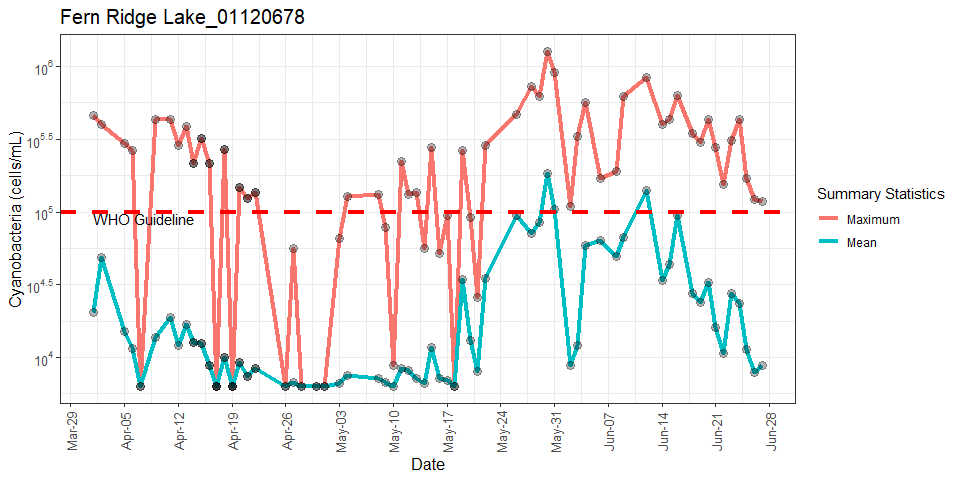 Fern Ridge Lake_01120678
Cyanobacteria (cells/mL)
10^6
10^5.5
10^5
10^4.5
10^4
WHO Guideline
Mar-29
Apr-05
Apr-12
Apr-19
Apr-26
May-03
May-10
May-17
May-24
May-31
Jun-07
Jun-14
Jun-21
Jun-28
Date
Summary Statistics
Maximum
Mean